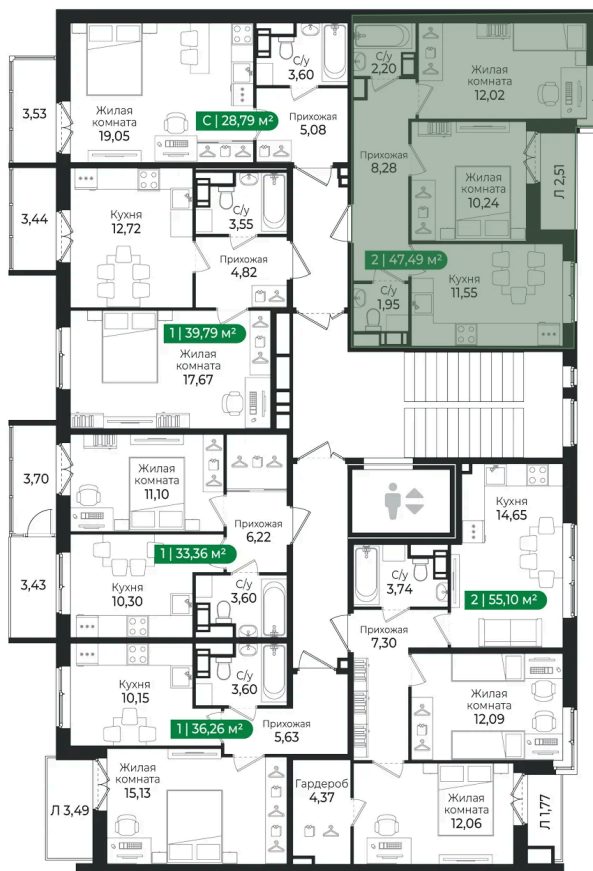 3,53
Жилая
комната
19,05
С/у
3,60
С | 28,79 м²
Прихожая
5,08
С/у
2,20
Жилая
комната
12,02
Прихожая
8,28
Жилая
комната
10,24
Л 2,51
3,44
Кухня
12,72
С/у
3,55
Прихожая
4,82
2 | 47,49 м²
Кухня
11,55
С/у
1,95
1 | 39,79 м²
Жилая
комната
17,67
3,70
Жилая
комната
11,10
Прихожая
6,22
Кухня
14,65
3,43
1 | 33,36 м²
Кухня
10,30
С/у
3,60
С/у
3,74
2 | 55,10 м²
Прихожая
7,30
Кухня
10,15
С/у
3,60
1 | 36,26 м²
Прихожая
5,63
Жилая
комната
12,09
Л 3,49
Жилая
комната
15,13
Гардероб
4,37
Жилая
комната
12,06
Л 1,77